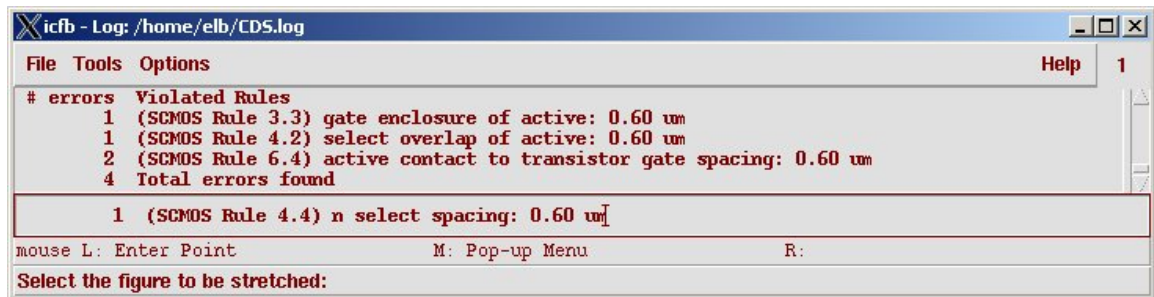 icfb - Log: /home/elb/CDS.log
File Tools Options Help 1
# errors Violated Rules
1 (SCMOS Rule 3.3) gate enclosure of active: 0.60 um
1 (SCMOS Rule 4.2) select overlap of active: 0.60 um
2 (SCMOS Rule 6.4) active contact to transistor gate spacing: 0.60 um
4 Total errors found
1 (SCMOS Rule 4.4) n select spacing: 0.60 um
mouse L: Enter Point M: Pop-up Menu R:
Select the figure to be stretched: